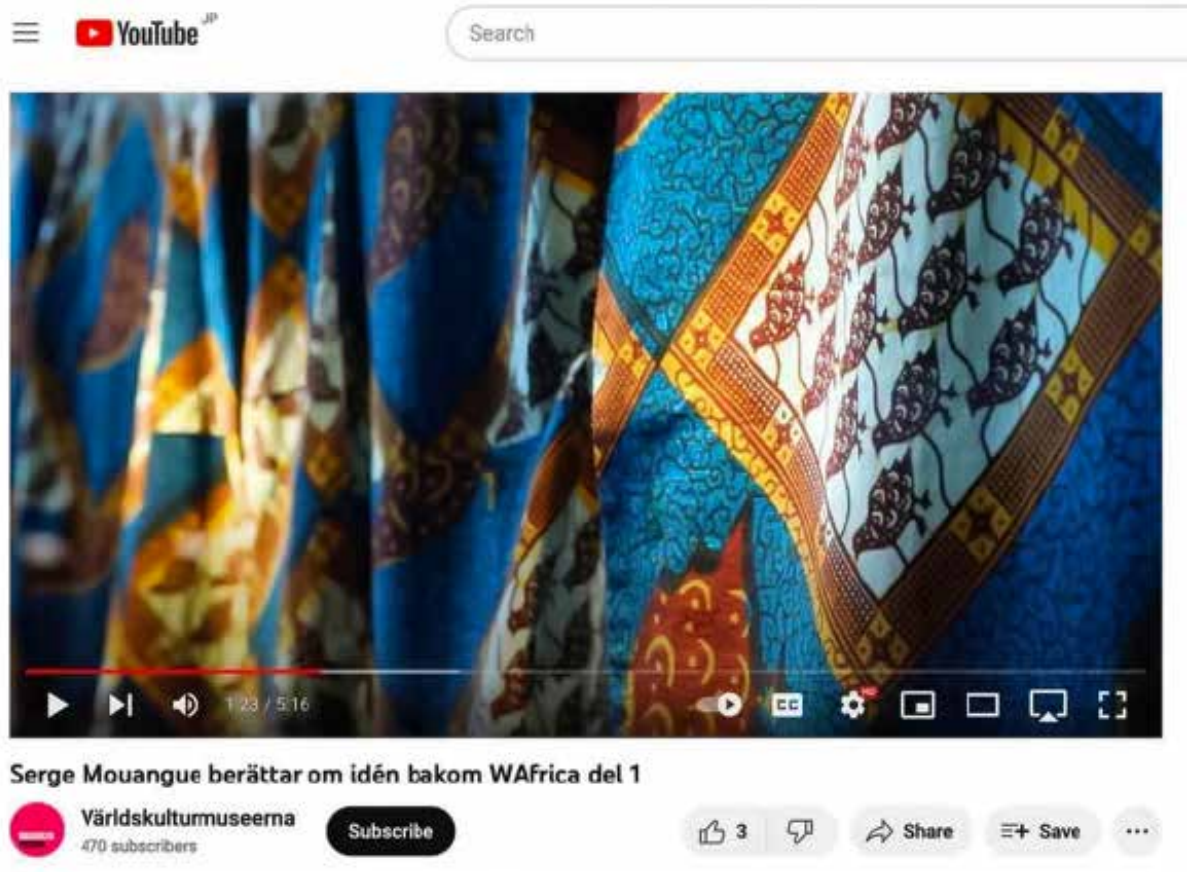 YouTube JP
Search
1:23 / 5:16
CC
HD
Serge Mouangue berättar om idén bakom WAfrica del 1
Världskulturmuseerna
470 subscribers
Subscribe
3
Share
Save